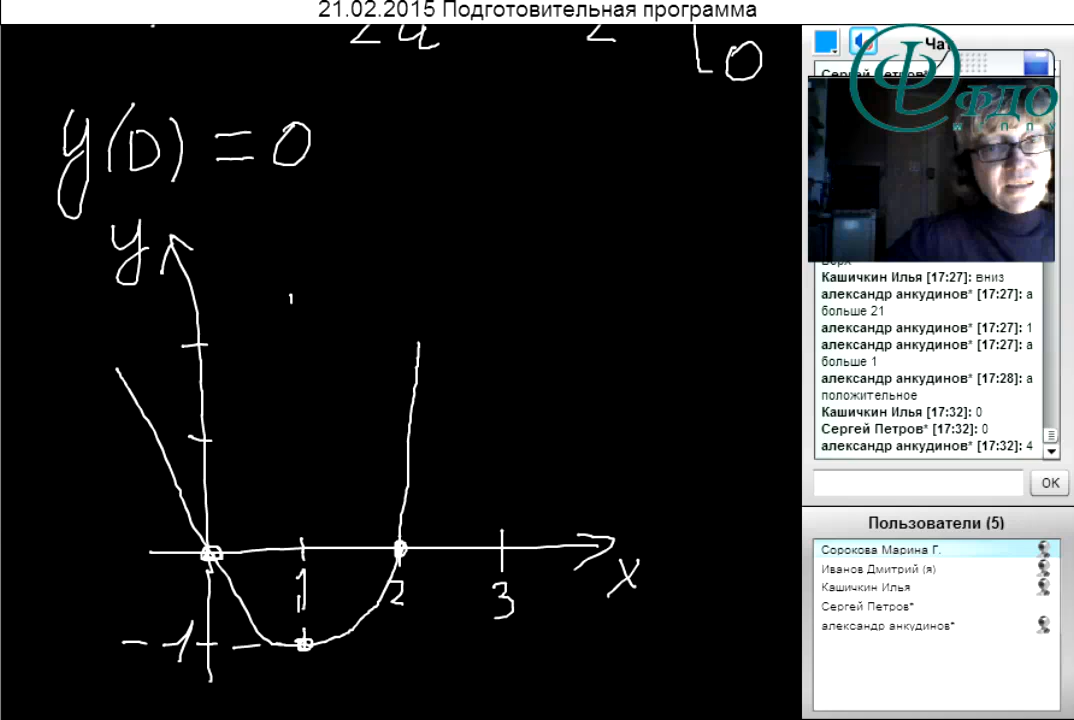 21.02.2015 Подготовительная программа
y(0) = 0
y
1
2
3
x
-1
Чат
ФДО
Сергей Петров*
Кашичкин Илья [17:27]: вниз
александр анкудинов* [17:27]: а
больше 21
александр анкудинов* [17:27]: 1
александр анкудинов* [17:27]: а
больше 1
александр анкудинов* [17:28]: а
положительное
Кашичкин Илья [17:32]: 0
Сергей Петров* [17:32]: 0
александр анкудинов* [17:32]: 4
OK
Пользователи (5)
Сорокова Марина Г.
Иванов Дмитрий (я)
Кашичкин Илья
Сергей Петров*
александр анкудинов*